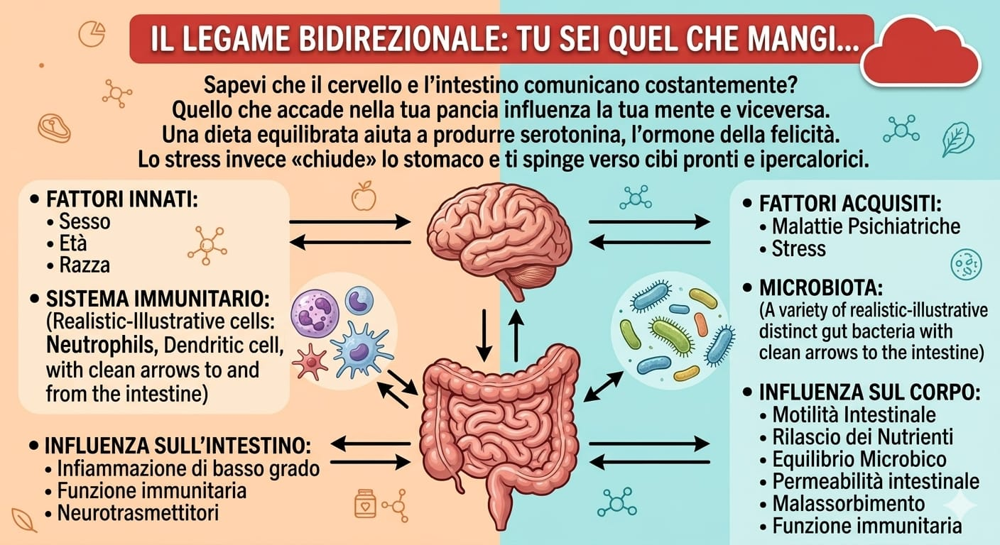 IL LEGAME BIDIREZIONALE: TU SEI QUEL CHE MANGI...
Sapevi che il cervello e l'intestino comunicano costantemente?
Quello che accade nella tua pancia influenza la tua mente e viceversa.
Una dieta equilibrata aiuta a produrre serotonina, l'ormone della felicità.
Lo stress invece «chiude» lo stomaco e ti spinge verso cibi pronti e ipercalorici.
• FATTORI INNATI:
• Sesso
• Età
• Razza
• SISTEMA IMMUNITARIO:
(Realistic-Illustrative cells:
Neutrophils, Dendritic cell,
with clean arrows to and
from the intestine)
• INFLUENZA SULL'INTESTINO:
• Infiammazione di basso grado
• Funzione immunitaria
• Neurotrasmettitori
• FATTORI ACQUISITI:
• Malattie Psichiatriche
• Stress
• MICROBIOTA:
(A variety of realistic-illustrative
distinct gut bacteria with
clean arrows to the intestine)
• INFLUENZA SUL CORPO:
• Motilità Intestinale
• Rilascio dei Nutrienti
• Equilibrio Microbico
• Permeabilità intestinale
• Malassorbimento
• Funzione immunitaria